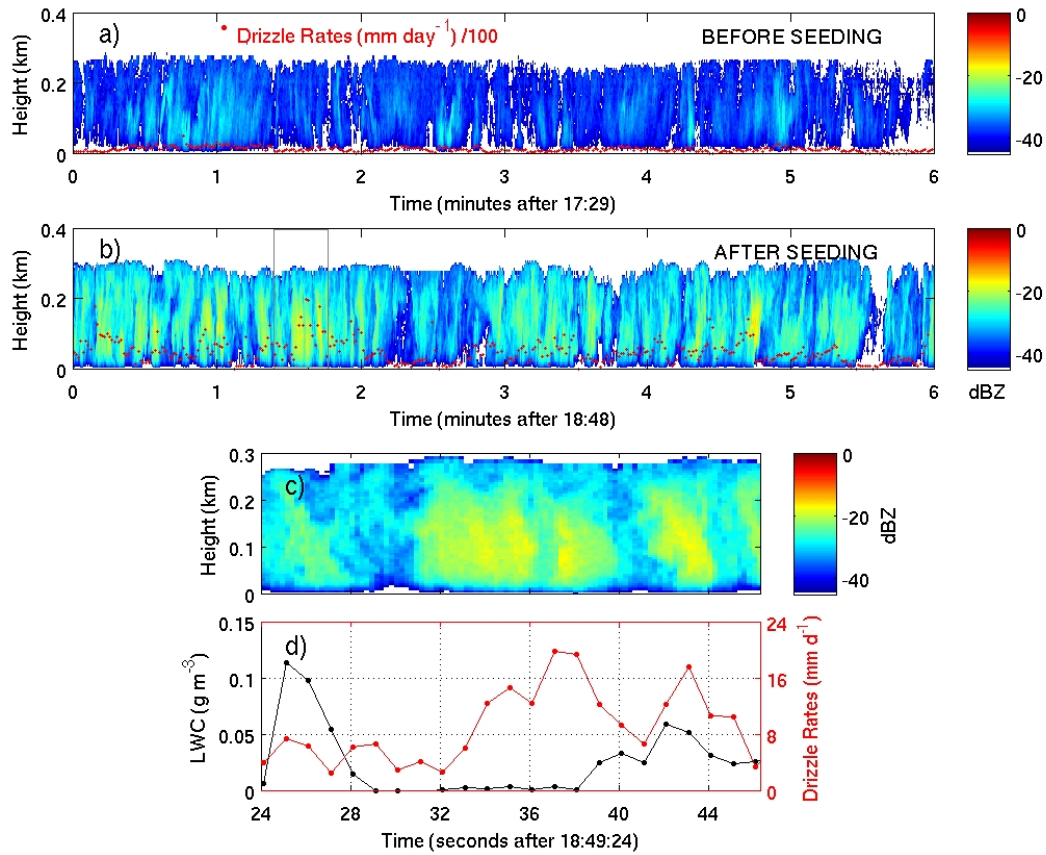 0.4
a)
Drizzle Rates (mm day⁻¹) /100
BEFORE SEEDING
0
Height (km)
0.2
-20
-40
0
0 1 2 3 4 5 6
Time (minutes after 17:29)
0.4
b)
AFTER SEEDING
0
Height (km)
0.2
-20
-40
0
0 1 2 3 4 5 6
dBZ
Time (minutes after 18:48)
0.3
c)
0
Height (km)
0.2
-20
dBZ
0.1
-40
0
0.15
d)
24
LWC (g m⁻³)
0.1
16
Drizzle Rates (mm d⁻¹)
0.05
8
0
0
24 28 32 36 40 44
Time (seconds after 18:49:24)